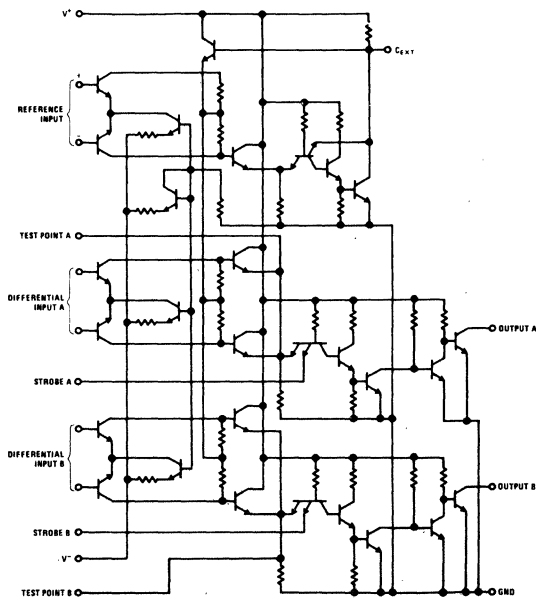 V+
CEXT
+
REFERENCE
INPUT
-
TEST POINT A
DIFFERENTIAL
INPUT A
OUTPUT A
STROBE A
DIFFERENTIAL
INPUT B
OUTPUT B
STROBE B
V-
TEST POINT B
GND